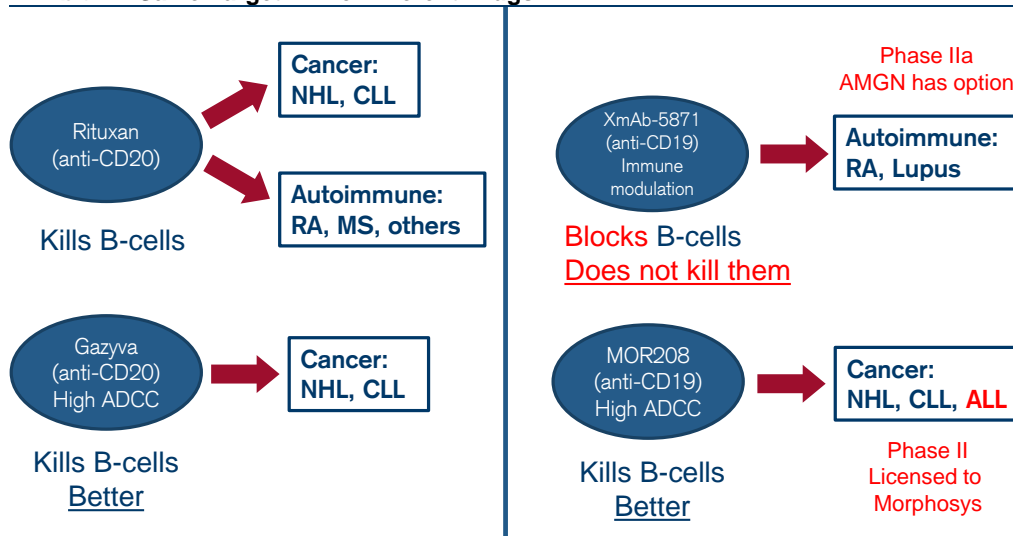 Rituxan
(anti-CD20)
Kills B-cells
Cancer:
NHL, CLL
Autoimmune:
RA, MS, others
Gazyva
(anti-CD20)
High ADCC
Kills B-cells
Better
Cancer:
NHL, CLL
XmAb-5871
(anti-CD19)
Immune
modulation
Blocks B-cells
Does not kill them
Phase IIa
AMGN has option
Autoimmune:
RA, Lupus
MOR208
(anti-CD19)
High ADCC
Kills B-cells
Better
Cancer:
NHL, CLL, ALL
Phase II
Licensed to
Morphosys